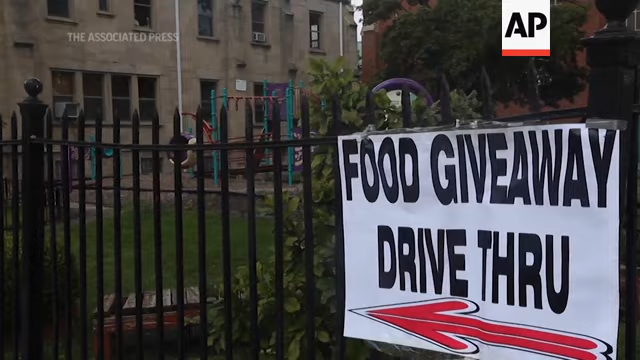 THE ASSOCIATED PRESS
AP
FOOD GIVEAWAY
DRIVE THRU